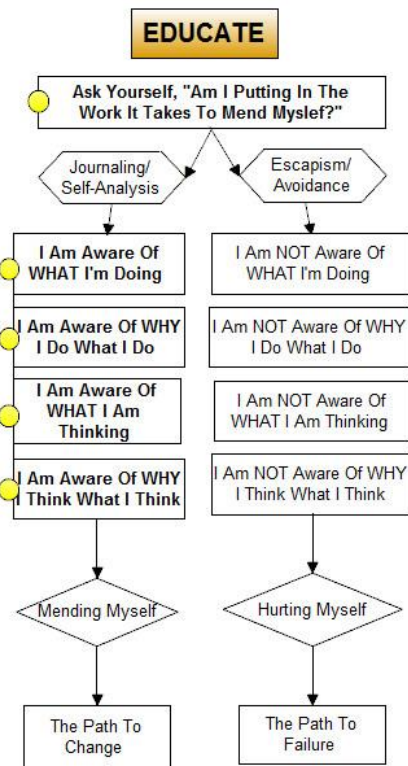 EDUCATE
Ask Yourself, "Am I Putting In The
Work It Takes To Mend Myslef?"
Journaling/
Self-Analysis
Escapism/
Avoidance
I Am Aware Of
WHAT I'm Doing
I Am NOT Aware Of
WHAT I'm Doing
I Am Aware Of WHY
I Do What I Do
I Am NOT Aware Of WHY
I Do What I Do
I Am Aware Of
WHAT I Am
Thinking
I Am NOT Aware Of
WHAT I Am Thinking
I Am Aware Of WHY
I Think What I Think
I Am NOT Aware Of WHY
I Think What I Think
Mending Myself
Hurting Myself
The Path To
Change
The Path To
Failure